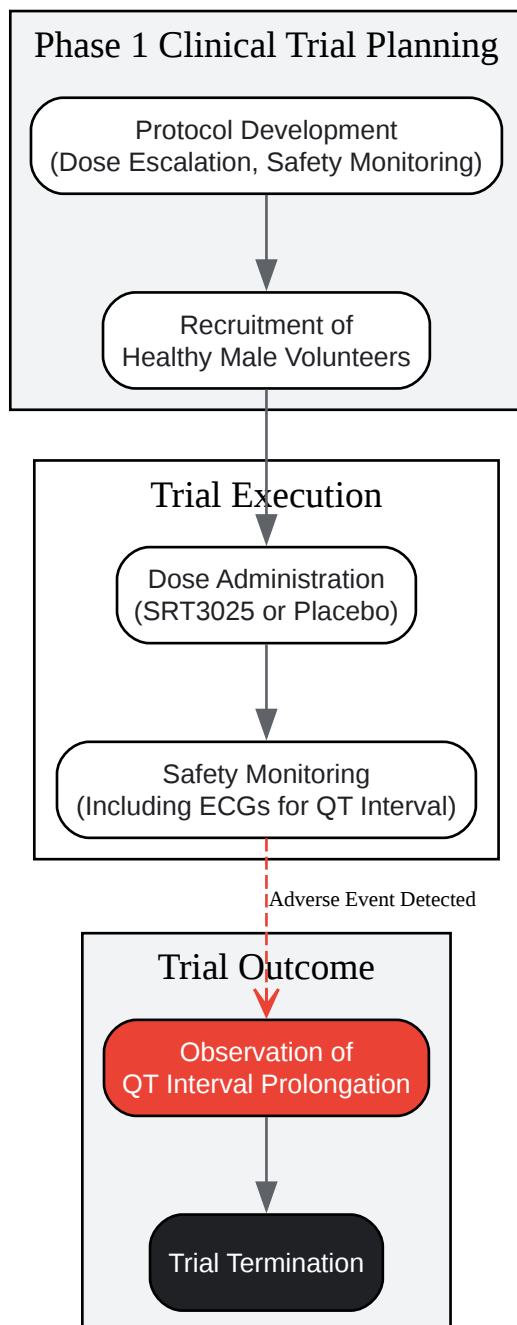 Phase 1 Clinical Trial Planning
Protocol Development
(Dose Escalation, Safety Monitoring)
Recruitment of
Healthy Male Volunteers
Trial Execution
Dose Administration
(SRT3025 or Placebo)
Safety Monitoring
(Including ECGs for QT Interval)
Adverse Event Detected
Trial Outcome
Observation of
QT Interval Prolongation
Trial Termination